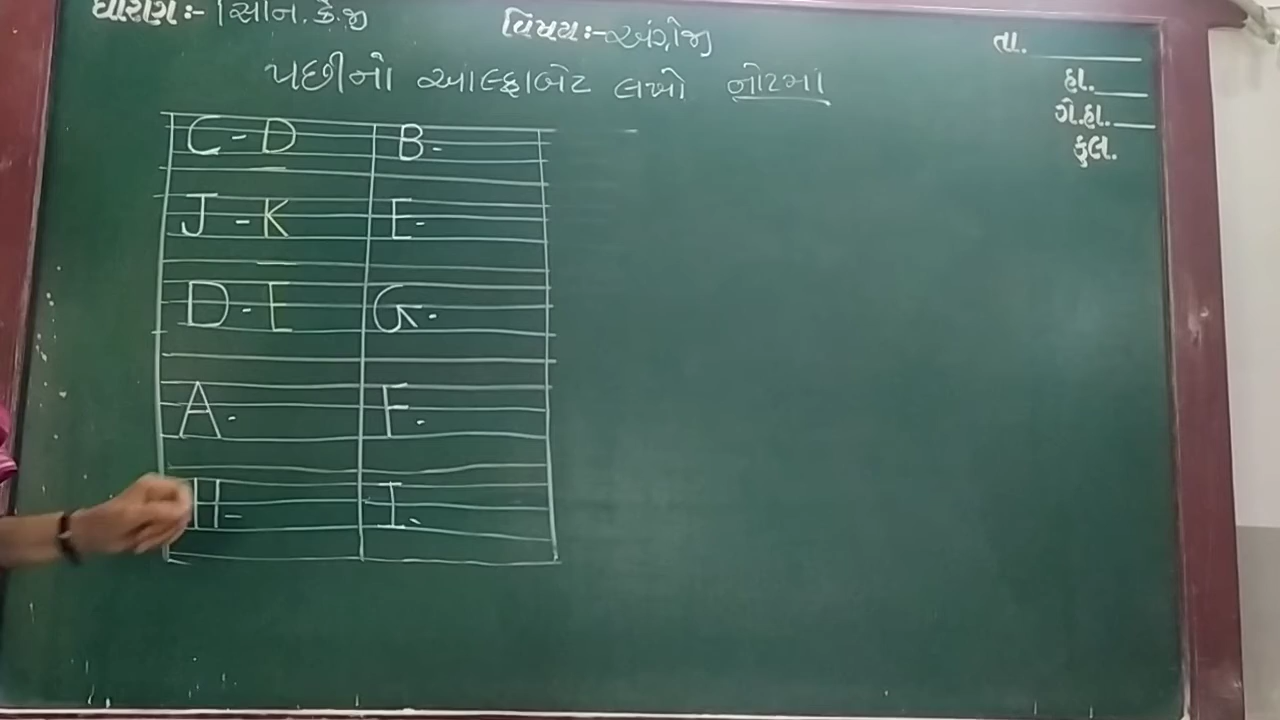 ધોરણ :- સિનિ. કે.જી
વિષય :- અંગ્રેજી
તા.
હા.
ગે.હા.
કુલ.
પછીનો આલ્ફાબેટ લખો નોટમા
C - D B -
J - K E -
D - E G -
A - F -
H - I -